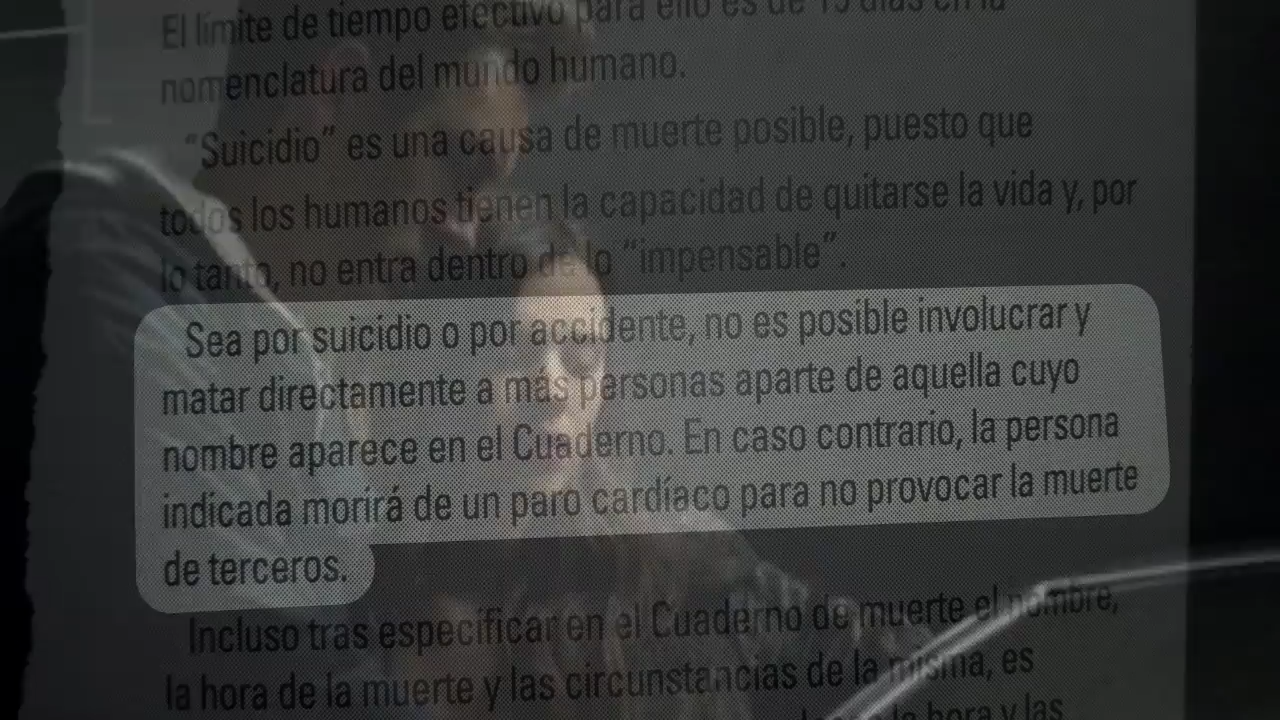 El límite de tiempo efectivo para ello es de 15 días en la
nomenclatura del mundo humano.
“Suicidio” es una causa de muerte posible, puesto que
todos los humanos tienen la capacidad de quitarse la vida y, por
lo tanto, no entra dentro de lo “impensable”.
Sea por suicidio o por accidente, no es posible involucrar y
matar directamente a más personas aparte de aquella cuyo
nombre aparece en el Cuaderno. En caso contrario, la persona
indicada morirá de un paro cardíaco para no provocar la muerte
de terceros.
Incluso tras especificar en el Cuaderno de muerte el nombre,
la hora de la muerte y las circunstancias de la misma, es
la hora y las